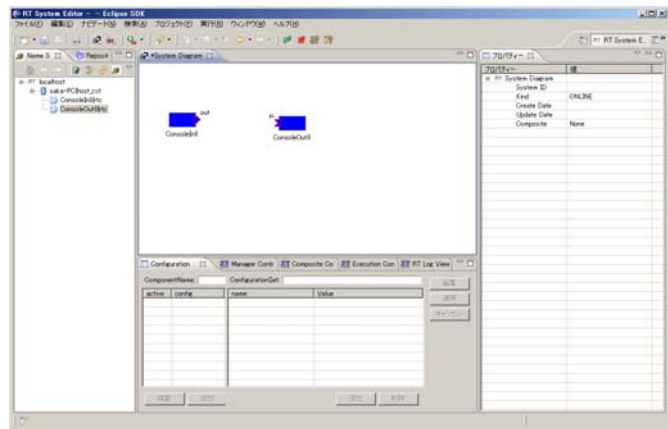 RT System Editor - - Eclipse SDK
ファイル(F) 編集(E) ナビゲート(N) 検索(A) プロジェクト(P) 実行(R) ウィンドウ(W) ヘルプ(H)
RT System E..
Name S
Reposit
*System Diagram
プロパティー
RT localhost
ConsoleIn0|rtc
ConsoleOut0|rtc
out
ConsoleIn0
in
ConsoleOut0
プロパティー 値
RT System Diagram
System ID
Kind ONLINE
Create Date
Update Date
Composite None
Configuration
Manager Contr
Composite Co
Execution Con
RT Log View
ComponentName:
ConfigurationSet:
編集
適用
キャンセル
active config
name Value
複製 追加
追加 削除